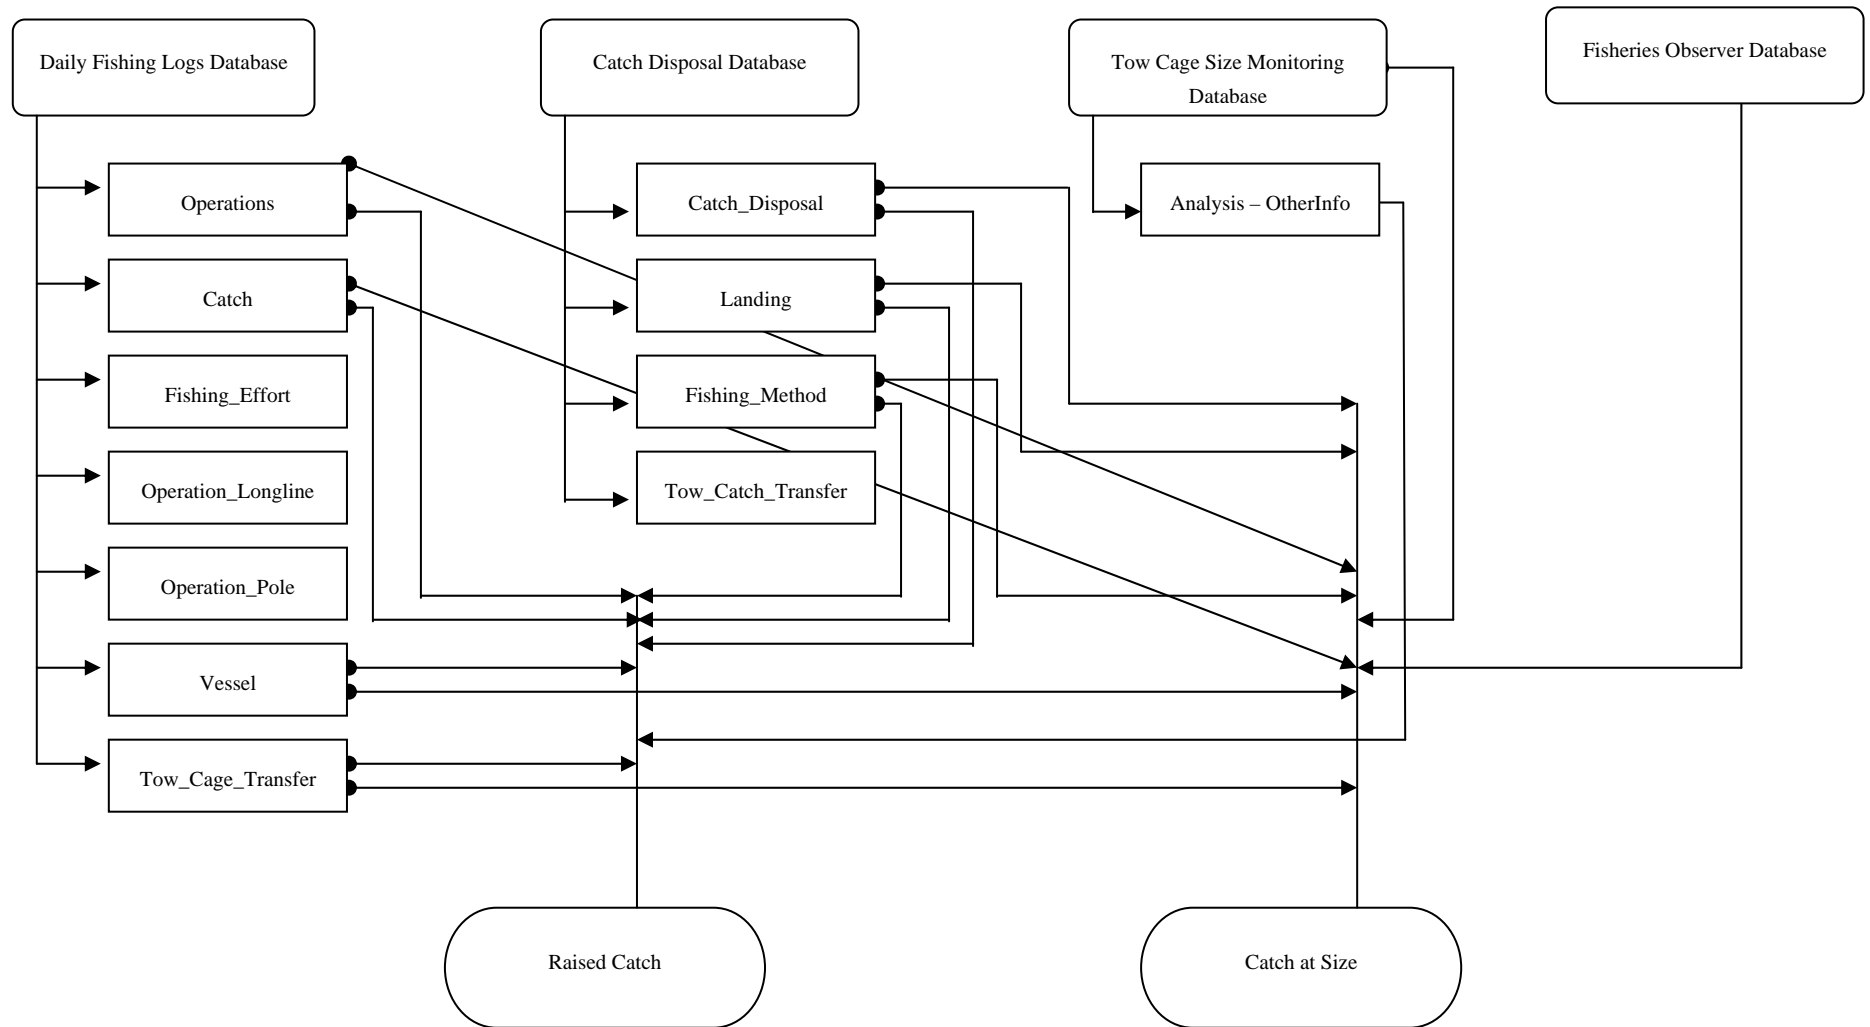 Daily Fishing Logs Database
Catch Disposal Database
Tow Cage Size Monitoring
Database
Fisheries Observer Database
Operations
Catch_Disposal
Analysis – OtherInfo
Catch
Landing
Fishing_Effort
Fishing_Method
Operation_Longline
Tow_Catch_Transfer
Operation_Pole
Vessel
Tow_Cage_Transfer
Raised Catch
Catch at Size